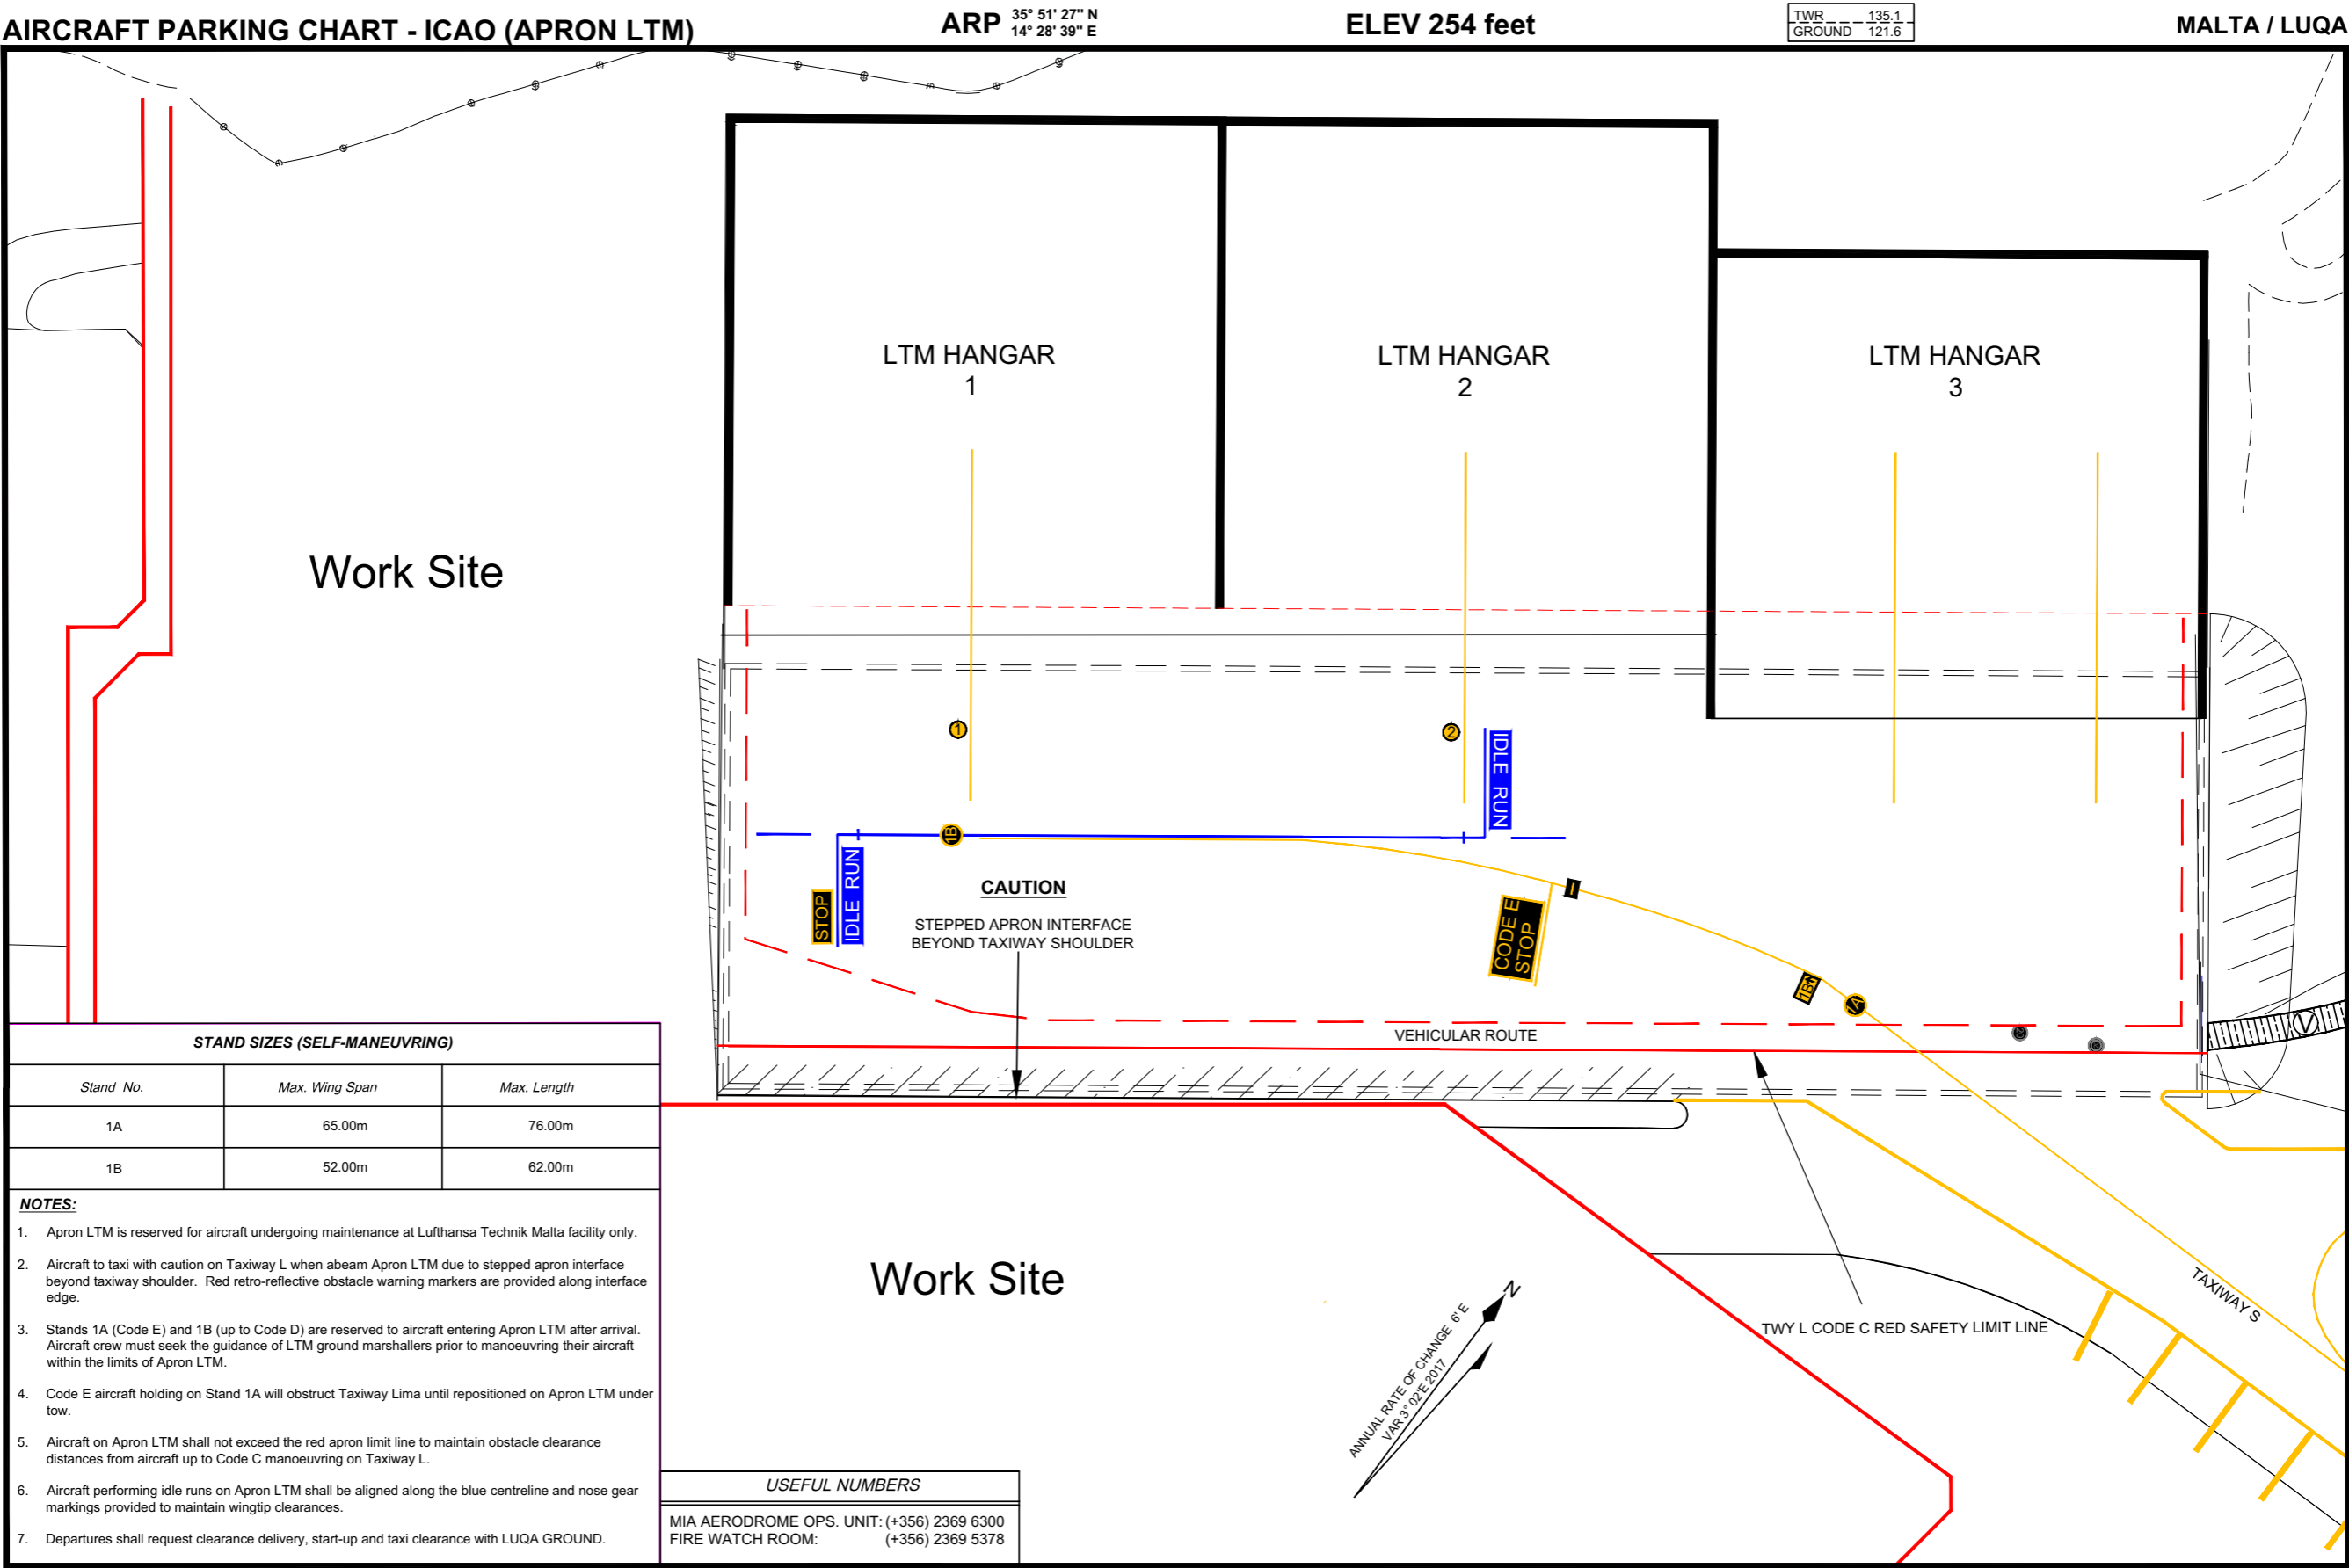 AIRCRAFT PARKING CHART - ICAO (APRON LTM)
ARP 35° 51' 27" N
14° 28' 39" E
ELEV 254 feet
TWR 135.1
GROUND 121.6
MALTA / LUQA
LTM HANGAR
1
LTM HANGAR
2
LTM HANGAR
3
Work Site
1
2
IDLE RUN
1B
IDLE RUN
STOP
CAUTION
STEPPED APRON INTERFACE
BEYOND TAXIWAY SHOULDER
CODE E
STOP
1B
1A
VEHICULAR ROUTE
V
STAND SIZES (SELF-MANEUVRING)
Stand No. Max. Wing Span Max. Length
1A 65.00m 76.00m
1B 52.00m 62.00m
NOTES:
1. Apron LTM is reserved for aircraft undergoing maintenance at Lufthansa Technik Malta facility only.
2. Aircraft to taxi with caution on Taxiway L when abeam Apron LTM due to stepped apron interface
beyond taxiway shoulder. Red retro-reflective obstacle warning markers are provided along interface
edge.
3. Stands 1A (Code E) and 1B (up to Code D) are reserved to aircraft entering Apron LTM after arrival.
Aircraft crew must seek the guidance of LTM ground marshallers prior to manoeuvring their aircraft
within the limits of Apron LTM.
4. Code E aircraft holding on Stand 1A will obstruct Taxiway Lima until repositioned on Apron LTM under
tow.
5. Aircraft on Apron LTM shall not exceed the red apron limit line to maintain obstacle clearance
distances from aircraft up to Code C manoeuvring on Taxiway L.
6. Aircraft performing idle runs on Apron LTM shall be aligned along the blue centreline and nose gear
markings provided to maintain wingtip clearances.
7. Departures shall request clearance delivery, start-up and taxi clearance with LUQA GROUND.
Work Site
N
ANNUAL RATE OF CHANGE 6' E
VAR 3° 02'E 2017
TWY L CODE C RED SAFETY LIMIT LINE
TAXIWAY S
USEFUL NUMBERS
MIA AERODROME OPS. UNIT: (+356) 2369 6300
FIRE WATCH ROOM: (+356) 2369 5378